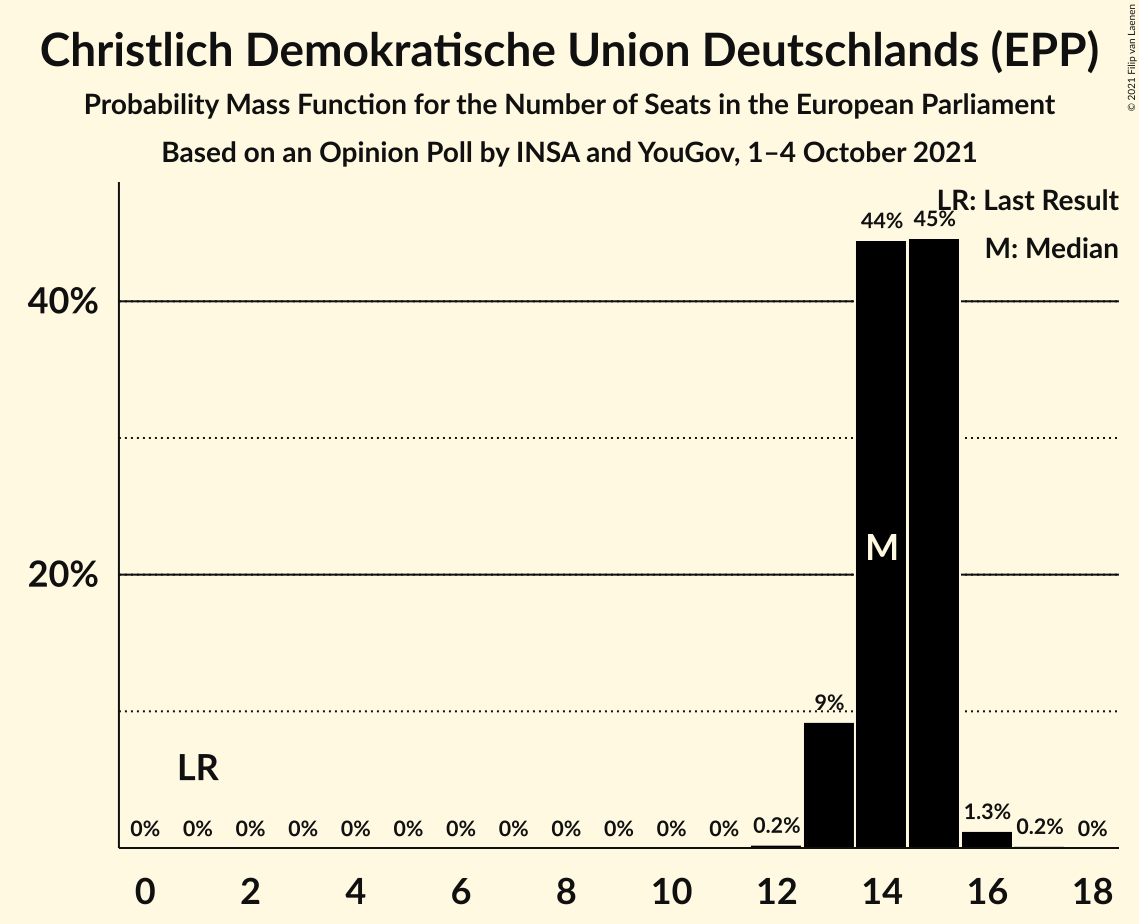 Christlich Demokratische Union Deutschlands (EPP)
Probability Mass Function for the Number of Seats in the European Parliament
Based on an Opinion Poll by INSA and YouGov, 1–4 October 2021
© 2021 Filip van Laenen
LR: Last Result
M: Median
44% 45%
40%
20%
M
9%
LR
0% 0% 0% 0% 0% 0% 0% 0% 0% 0% 0% 0% 0.2% 1.3% 0.2% 0%
0 2 4 6 8 10 12 14 16 18